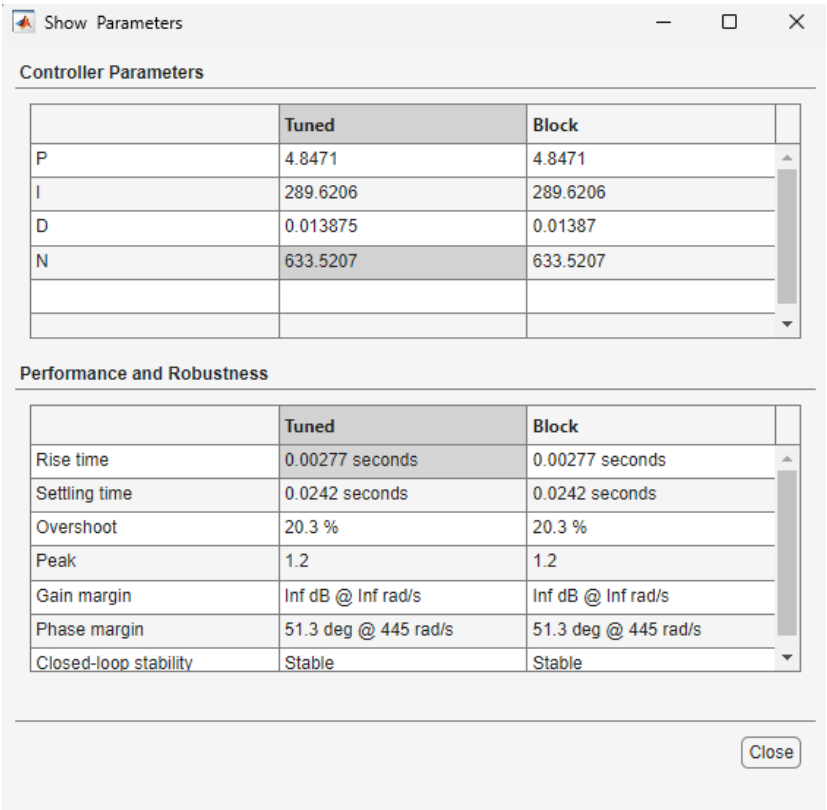 Show Parameters
Controller Parameters
Tuned Block
P 4.8471 4.8471
I 289.6206 289.6206
D 0.013875 0.01387
N 633.5207 633.5207
Performance and Robustness
Tuned Block
Rise time 0.00277 seconds 0.00277 seconds
Settling time 0.0242 seconds 0.0242 seconds
Overshoot 20.3 % 20.3 %
Peak 1.2 1.2
Gain margin Inf dB @ Inf rad/s Inf dB @ Inf rad/s
Phase margin 51.3 deg @ 445 rad/s 51.3 deg @ 445 rad/s
Closed-loop stability Stable Stable
Close